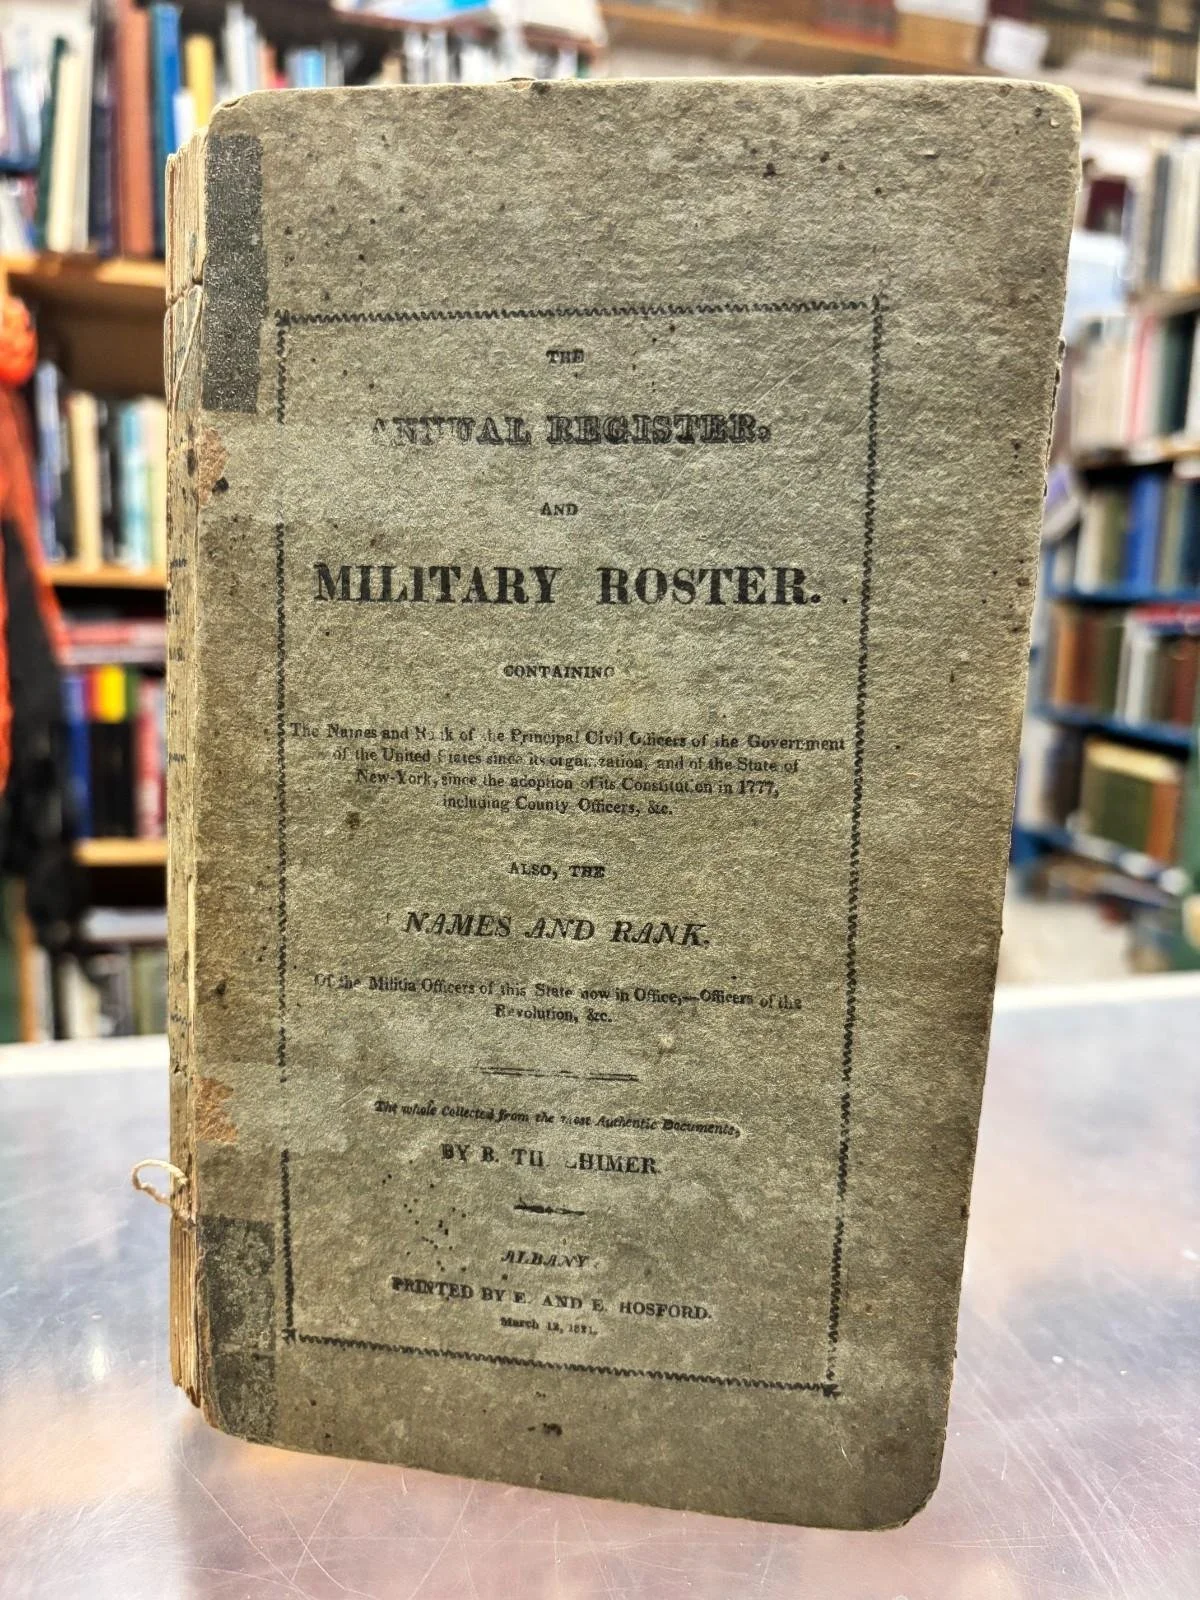 THE
ANNUAL REGISTER,
AND
MILITARY ROSTER.
CONTAINING
The Names and Rank of the Principal Civil Officers of the Government
of the United States since its organization, and of the State of
New-York, since the adoption of its Constitution in 1777,
including County Officers, &c.
ALSO, THE
NAMES AND RANK.
Of the Militia Officers of this State now in Office,—Officers of the
Revolution, &c.
The whole Collected from the most Authentic Documents,
BY B.
ALBANY:
PRINTED BY E. AND E. HOSFORD.
March 12, 1821.